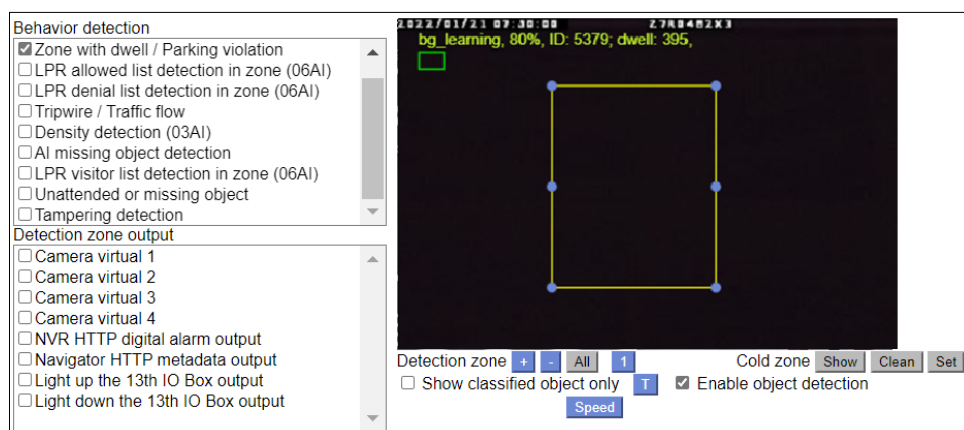 Behavior detection
Zone with dwell / Parking violation
LPR allowed list detection in zone (06AI)
LPR denial list detection in zone (06AI)
Tripwire / Traffic flow
Density detection (03AI)
AI missing object detection
LPR visitor list detection in zone (06AI)
Unattended or missing object
Tampering detection
Detection zone output
Camera virtual 1
Camera virtual 2
Camera virtual 3
Camera virtual 4
NVR HTTP digital alarm output
Navigator HTTP metadata output
Light up the 13th IO Box output
Light down the 13th IO Box output
2022/01/21 07:30:00 Z7R0482X3
bg_learning, 80%, ID: 5379; dwell: 395,
Detection zone + - All 1 Cold zone Show Clean Set
Show classified object only T Enable object detection
Speed